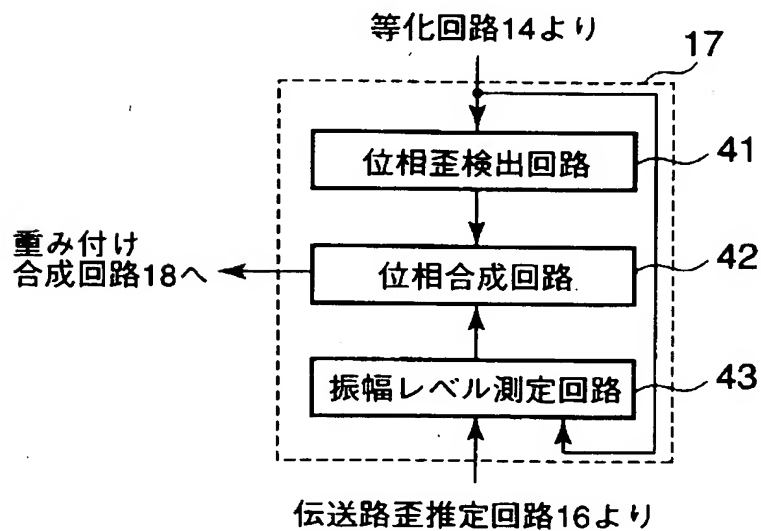 等化回路14より
17
位相歪検出回路
41
重み付け
合成回路18へ
位相合成回路
42
振幅レベル測定回路
43
伝送路歪推定回路16より